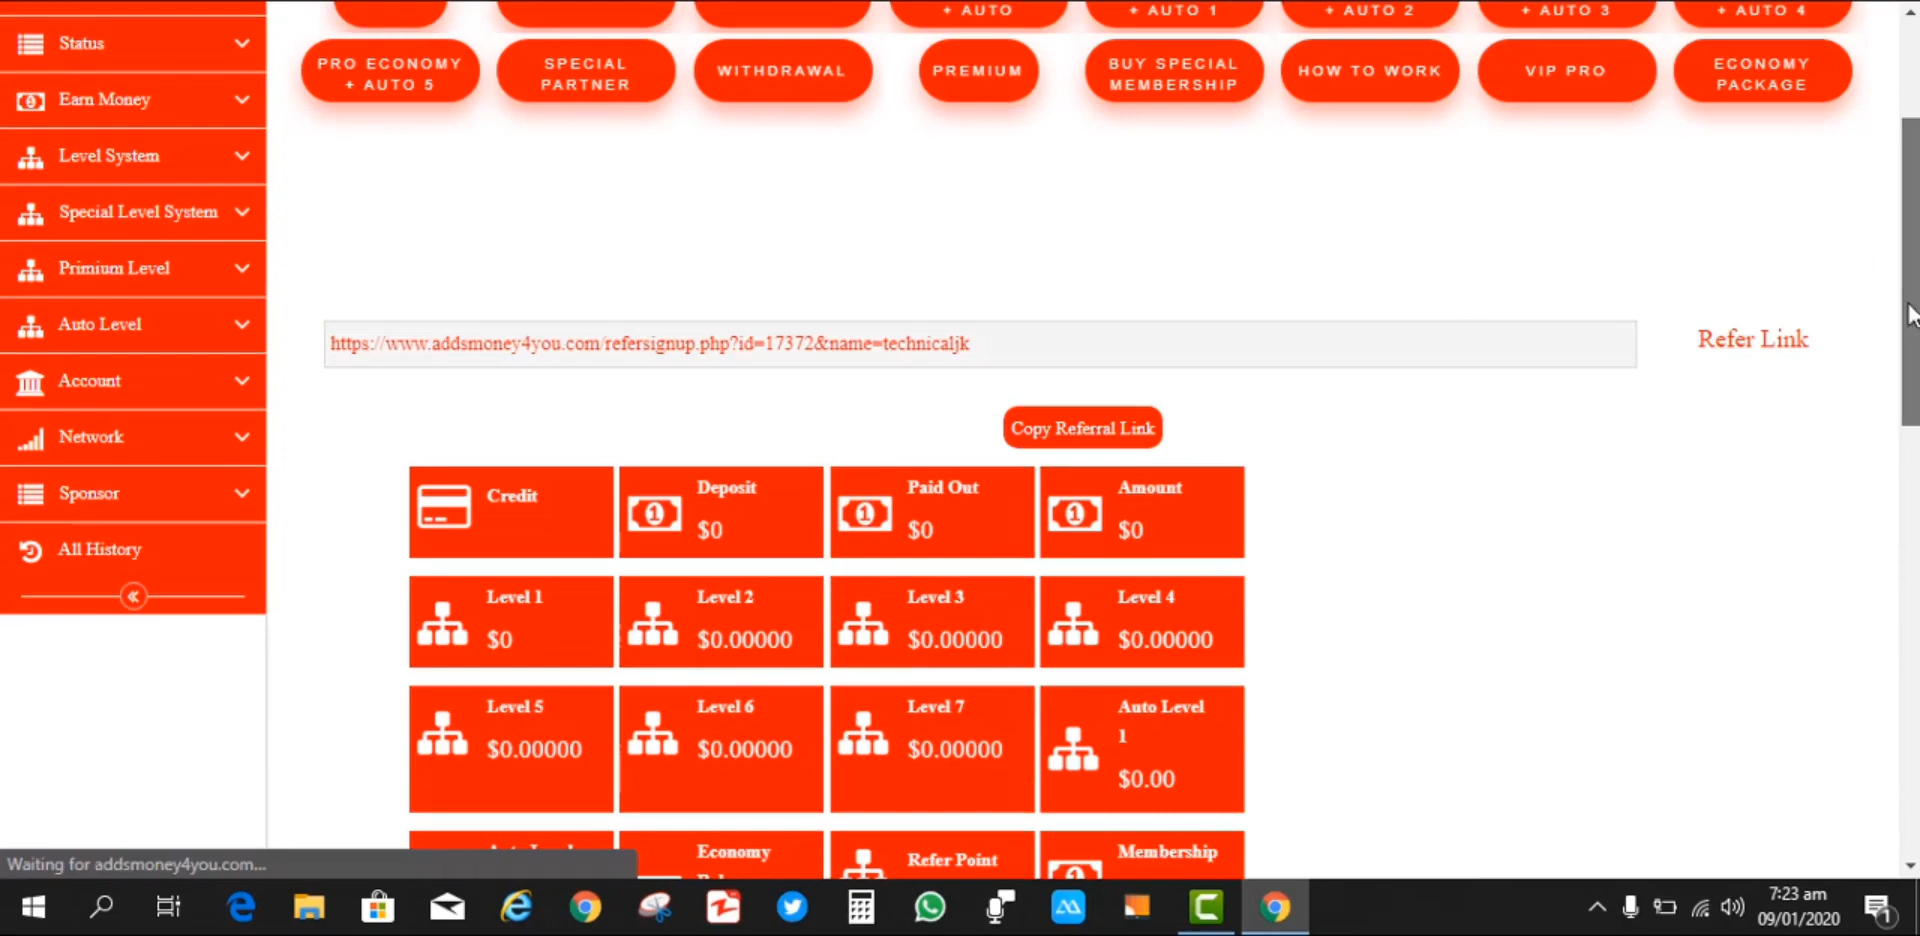 + AUTO
+ AUTO 1
+ AUTO 2
+ AUTO 3
+ AUTO 4
PRO ECONOMY
+ AUTO 5
SPECIAL
PARTNER
WITHDRAWAL
PREMIUM
BUY SPECIAL
MEMBERSHIP
HOW TO WORK
VIP PRO
ECONOMY
PACKAGE
Status
Earn Money
Level System
Special Level System
Primium Level
Auto Level
Account
Network
Sponsor
All History
https://www.addsmoney4you.com/refersignup.php?id=17372&name=technicaljk
Refer Link
Copy Referral Link
Credit
Deposit
$0
Paid Out
$0
Amount
$0
Level 1
$0
Level 2
$0.00000
Level 3
$0.00000
Level 4
$0.00000
Level 5
$0.00000
Level 6
$0.00000
Level 7
$0.00000
Auto Level
1
$0.00
Economy
Refer Point
Membership
Waiting for addsmoney4you.com...
7:23 am
09/01/2020
1